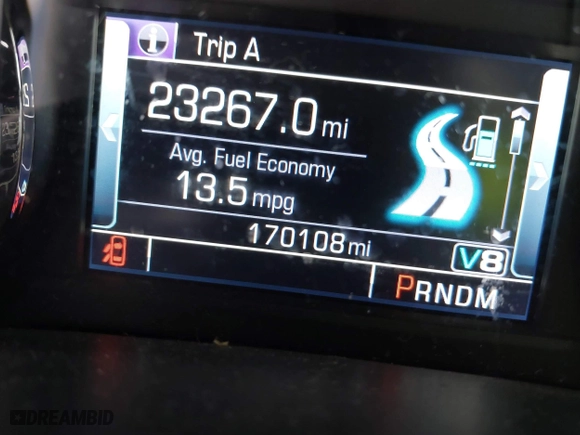 Trip A
23267.0 mi
Avg. Fuel Economy
13.5 mpg
170108 mi
V8
PRNDM
DREAMBID